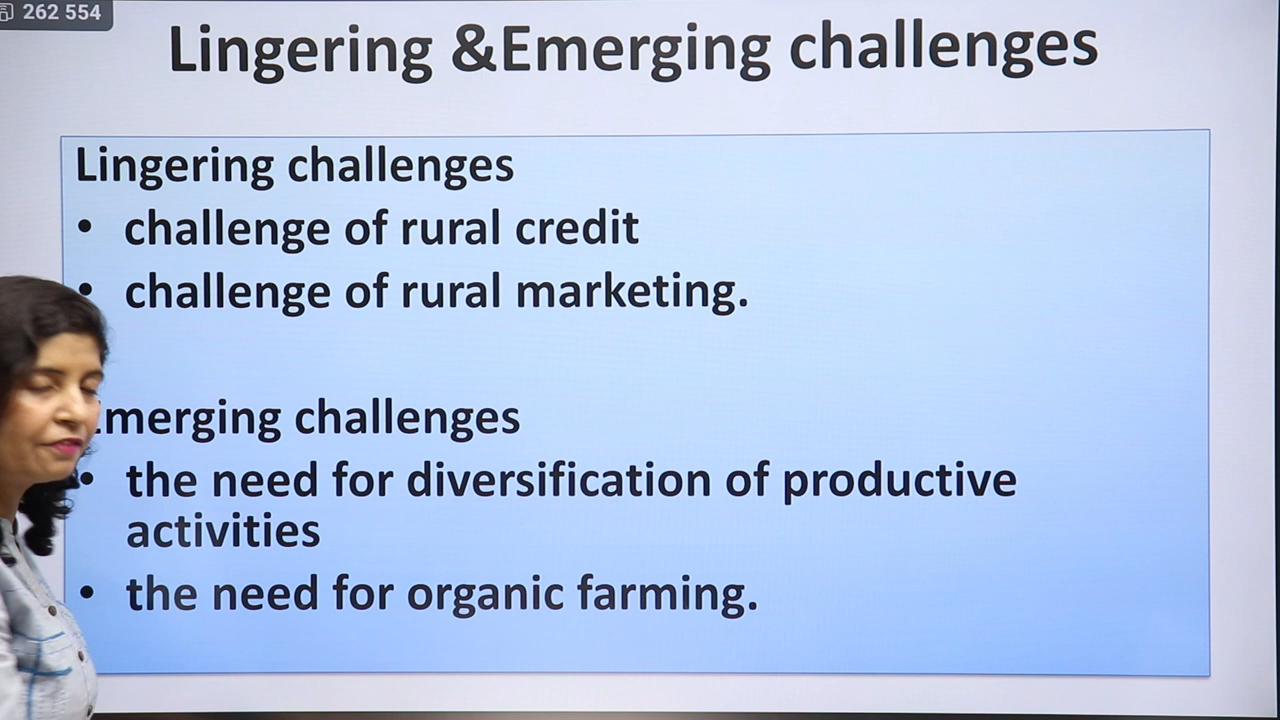 262 554
Lingering &Emerging challenges
Lingering challenges
• challenge of rural credit
• challenge of rural marketing.
Emerging challenges
• the need for diversification of productive
activities
• the need for organic farming.